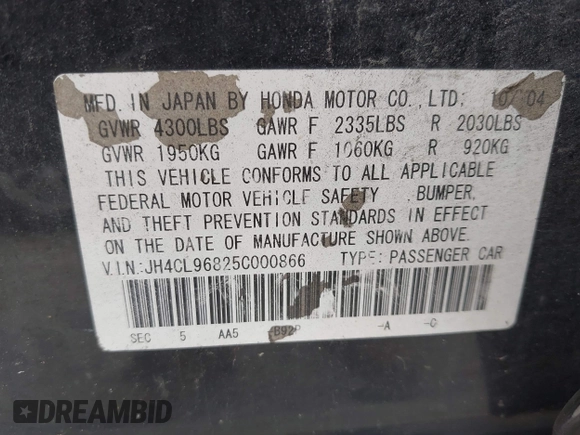 MFD. IN JAPAN BY HONDA MOTOR CO., LTD. 10/04
GVWR 4300LBS GAWR F 2335LBS R 2030LBS
GVWR 1950KG GAWR F 1060KG R 920KG
THIS VEHICLE CONFORMS TO ALL APPLICABLE
FEDERAL MOTOR VEHICLE SAFETY , BUMPER,
AND THEFT PREVENTION STANDARDS IN EFFECT
ON THE DATE OF MANUFACTURE SHOWN ABOVE.
V.I.N.:JH4CL96825C000866 TYPE: PASSENGER CAR
SEC 5 AA5 -A -C
DREAMBID